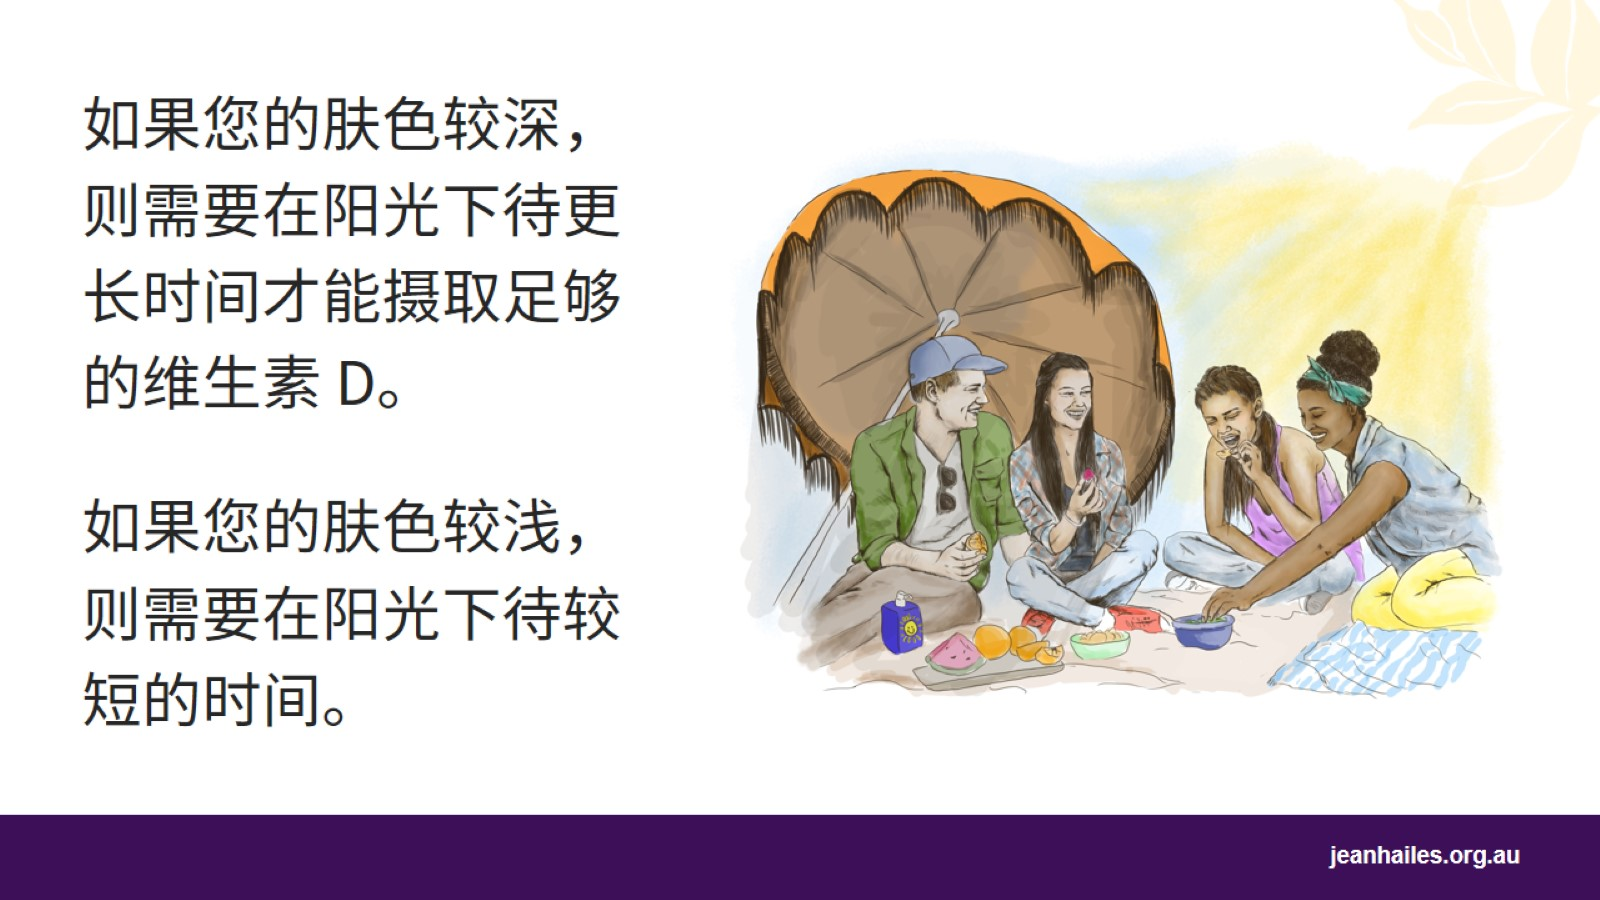 如果您的肤色较深，
则需要在阳光下待更
长时间才能摄取足够
的维生素 D。
如果您的肤色较浅，
则需要在阳光下待较
短的时间。
jeanhailes.org.au